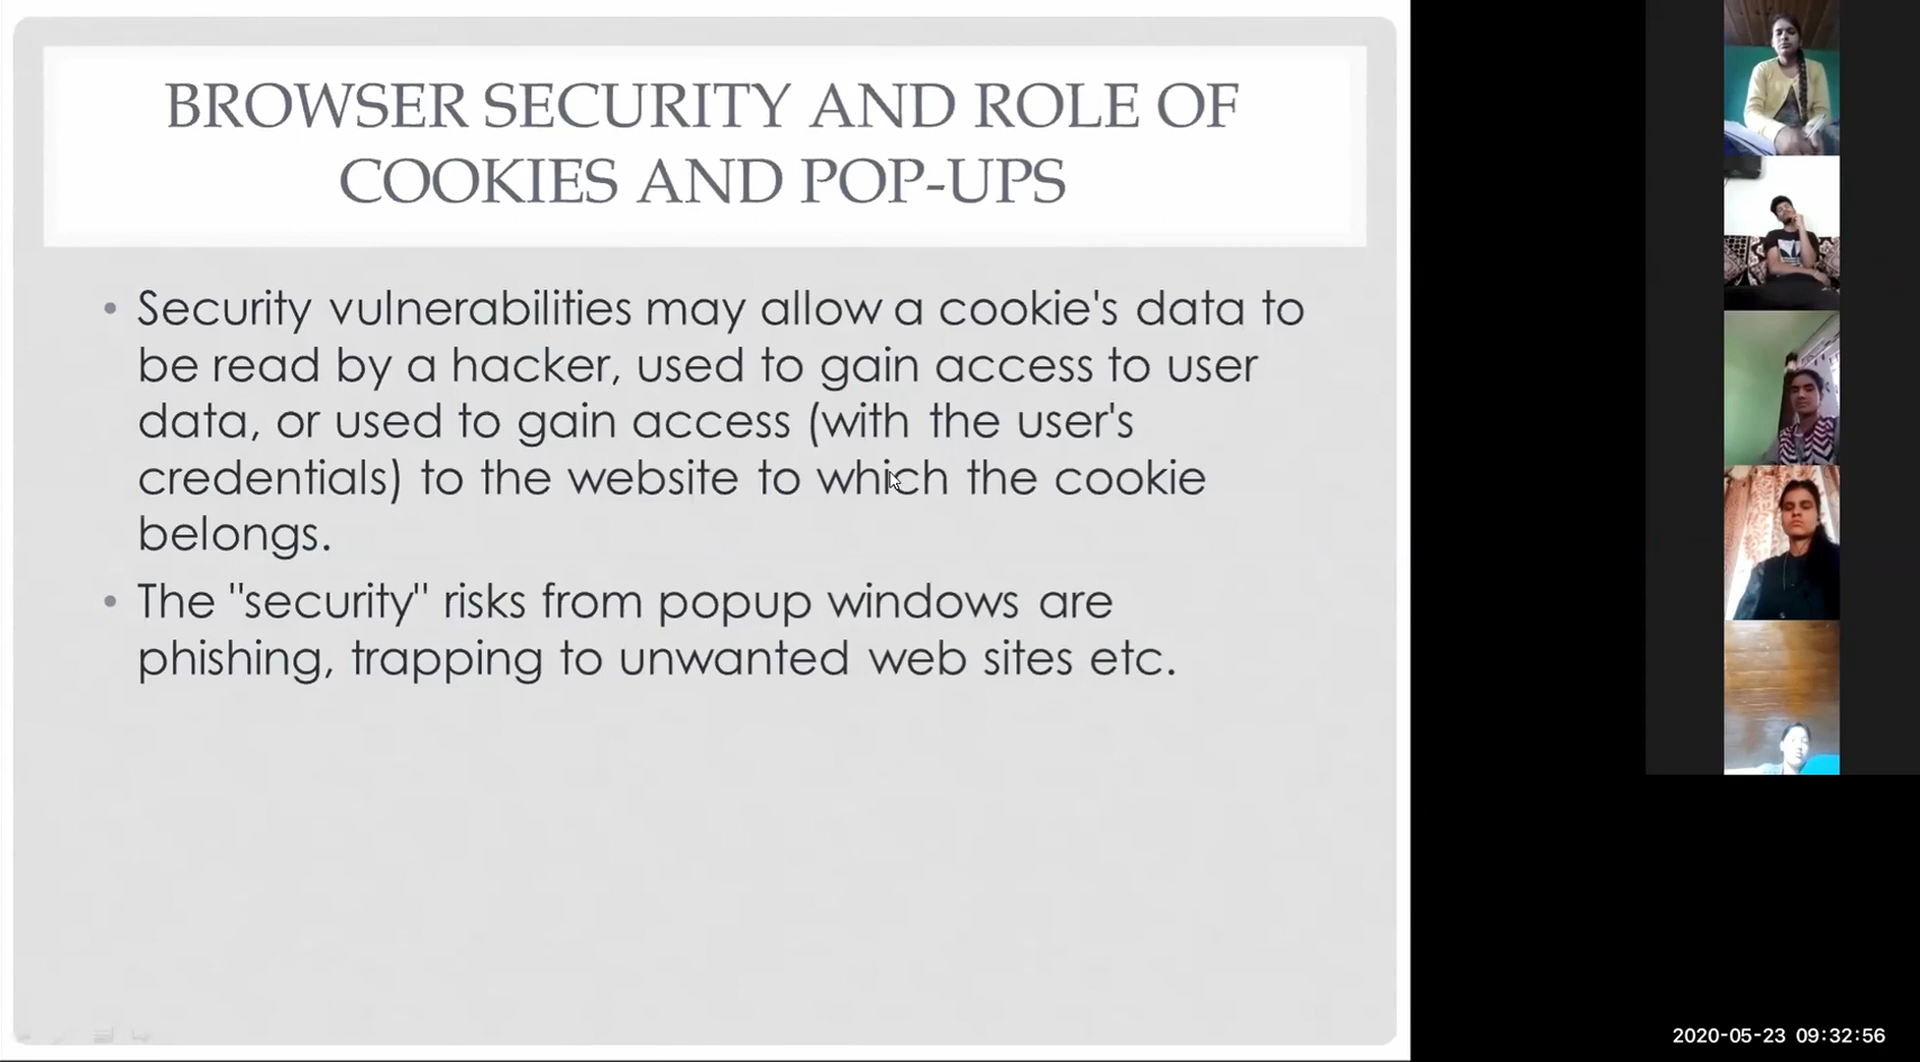 BROWSER SECURITY AND ROLE OF
COOKIES AND POP-UPS
• Security vulnerabilities may allow a cookie's data to
be read by a hacker, used to gain access to user
data, or used to gain access (with the user's
credentials) to the website to which the cookie
belongs.
• The "security" risks from popup windows are
phishing, trapping to unwanted web sites etc.
2020-05-23 09:32:56